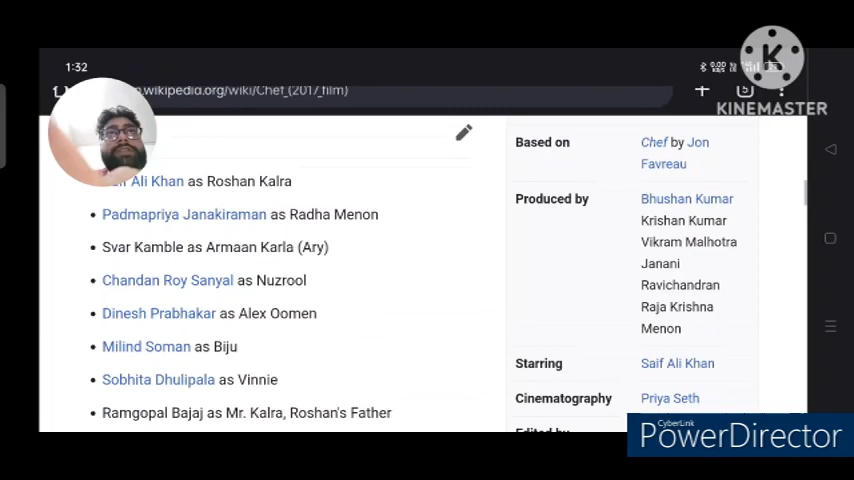 1:32
KINEMASTER
.wikipedia.org/wiki/Chef_(2017_film)
Ali Khan as Roshan Kalra
Padmapriya Janakiraman as Radha Menon
Svar Kamble as Armaan Karla (Ary)
Chandan Roy Sanyal as Nuzrool
Dinesh Prabhakar as Alex Oomen
Milind Soman as Biju
Sobhita Dhulipala as Vinnie
Ramgopal Bajaj as Mr. Kalra, Roshan's Father
Based on
Chef by Jon
Favreau
Produced by
Bhushan Kumar
Krishan Kumar
Vikram Malhotra
Janani
Ravichandran
Raja Krishna
Menon
Starring
Saif Ali Khan
Cinematography
Priya Seth
CyberLink
PowerDirector